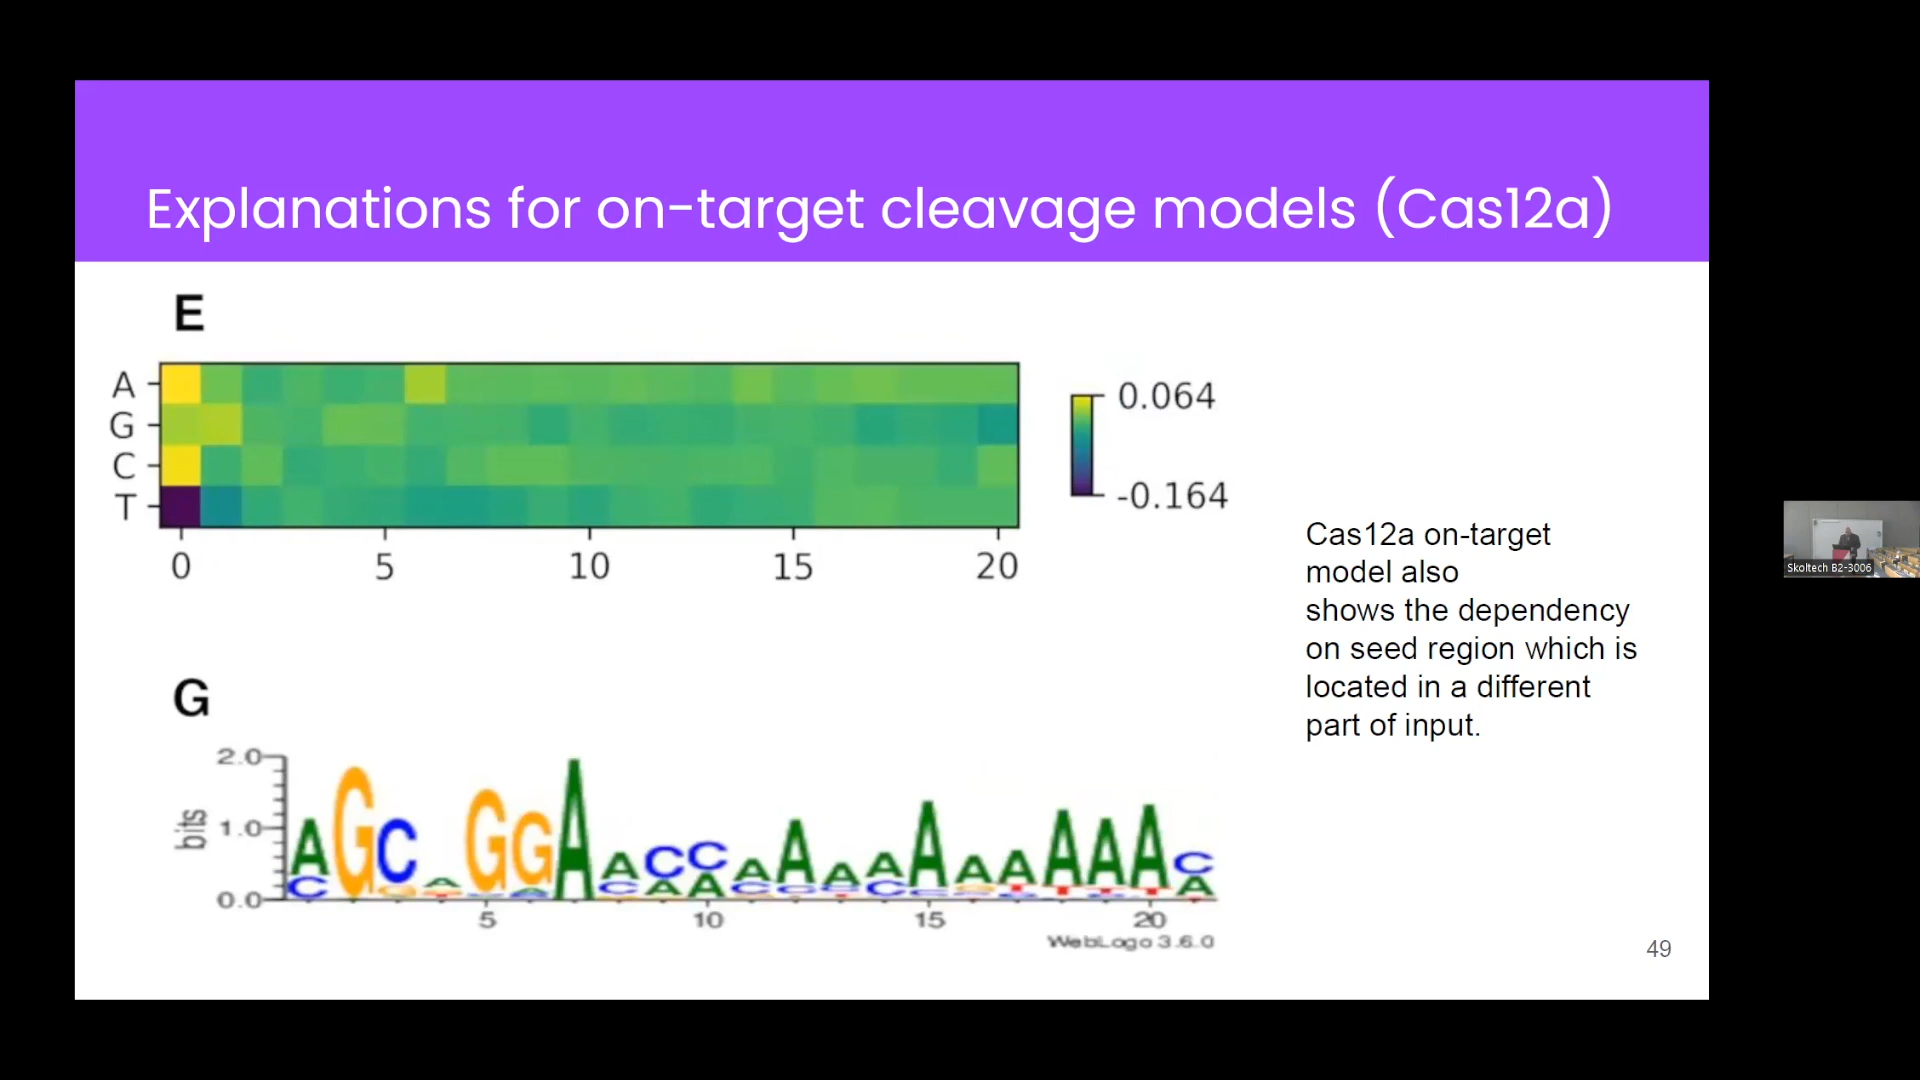 Explanations for on-target cleavage models (Cas12a)
E
A
G
C
T
0 5 10 15 20
0.064
-0.164
Cas12a on-target
model also
shows the dependency
on seed region which is
located in a different
part of input.
Skoltech B2-3006
G
bits
2.0
1.0
0.0
5 10 15 20
WebLogo 3.6.0
49